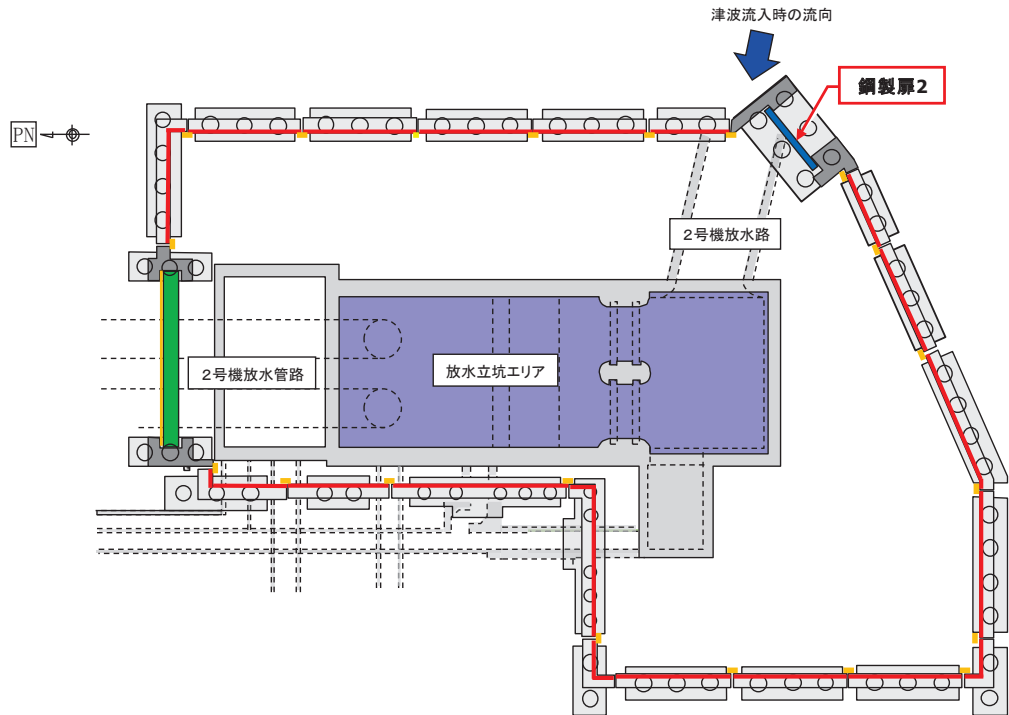 津波流入時の流向
鋼製扉2
PN
2号機放水路
2号機放水管路
放水立坑エリア